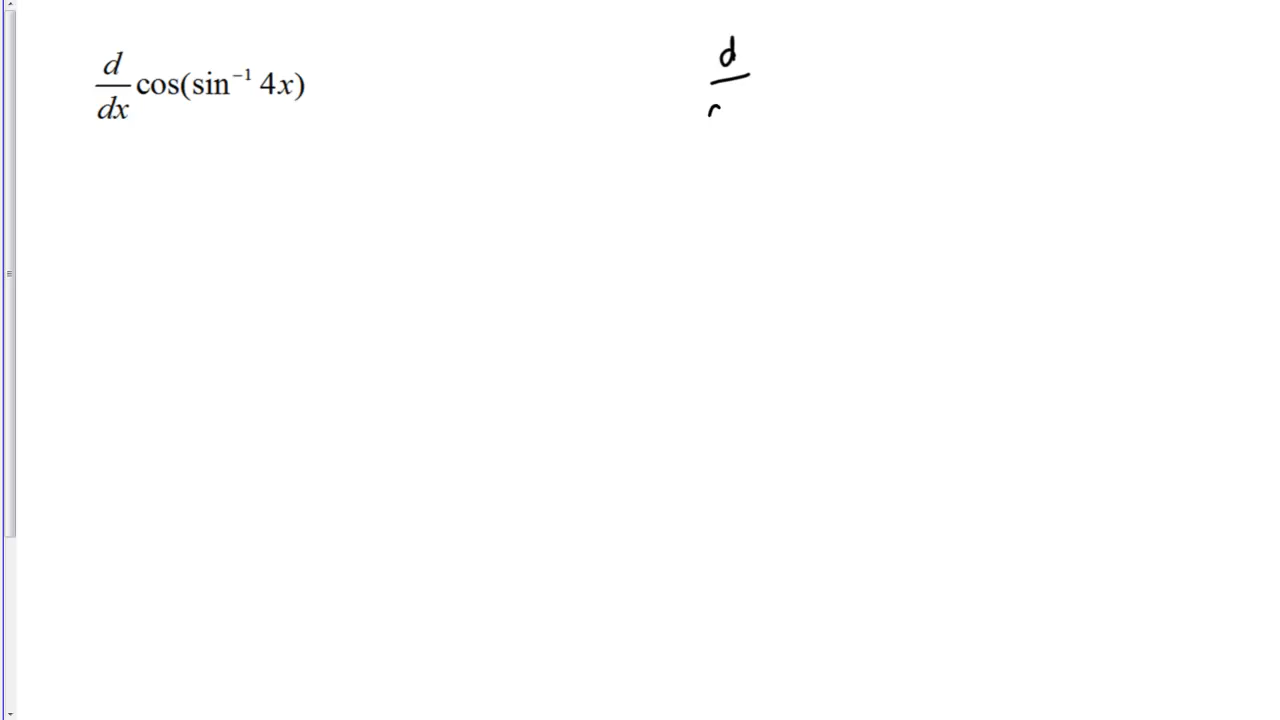 d/dx cos(sin⁻¹ 4x)
d